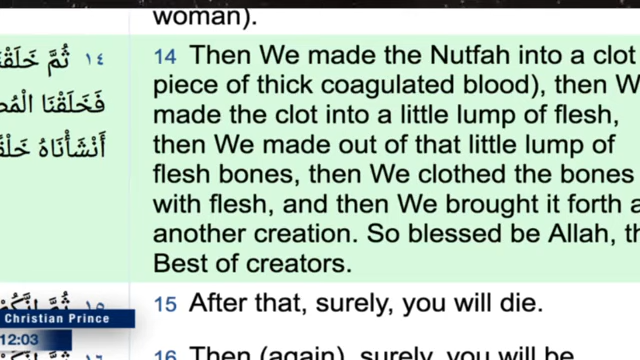 woman).
١٤ ثُمَّ
14 Then We made the Nutfah into a clot
piece of thick coagulated blood), then W
made the clot into a little lump of flesh,
فَخَلَقْنَا
then We made out of that little lump of
أَنْشَأْنَاهُ
flesh bones, then We clothed the bones
with flesh, and then We brought it forth a
another creation. So blessed be Allah, th
Best of creators.
15 After that, surely, you will die.
Christian Prince
12:03
16 Then (again), surely, you will be